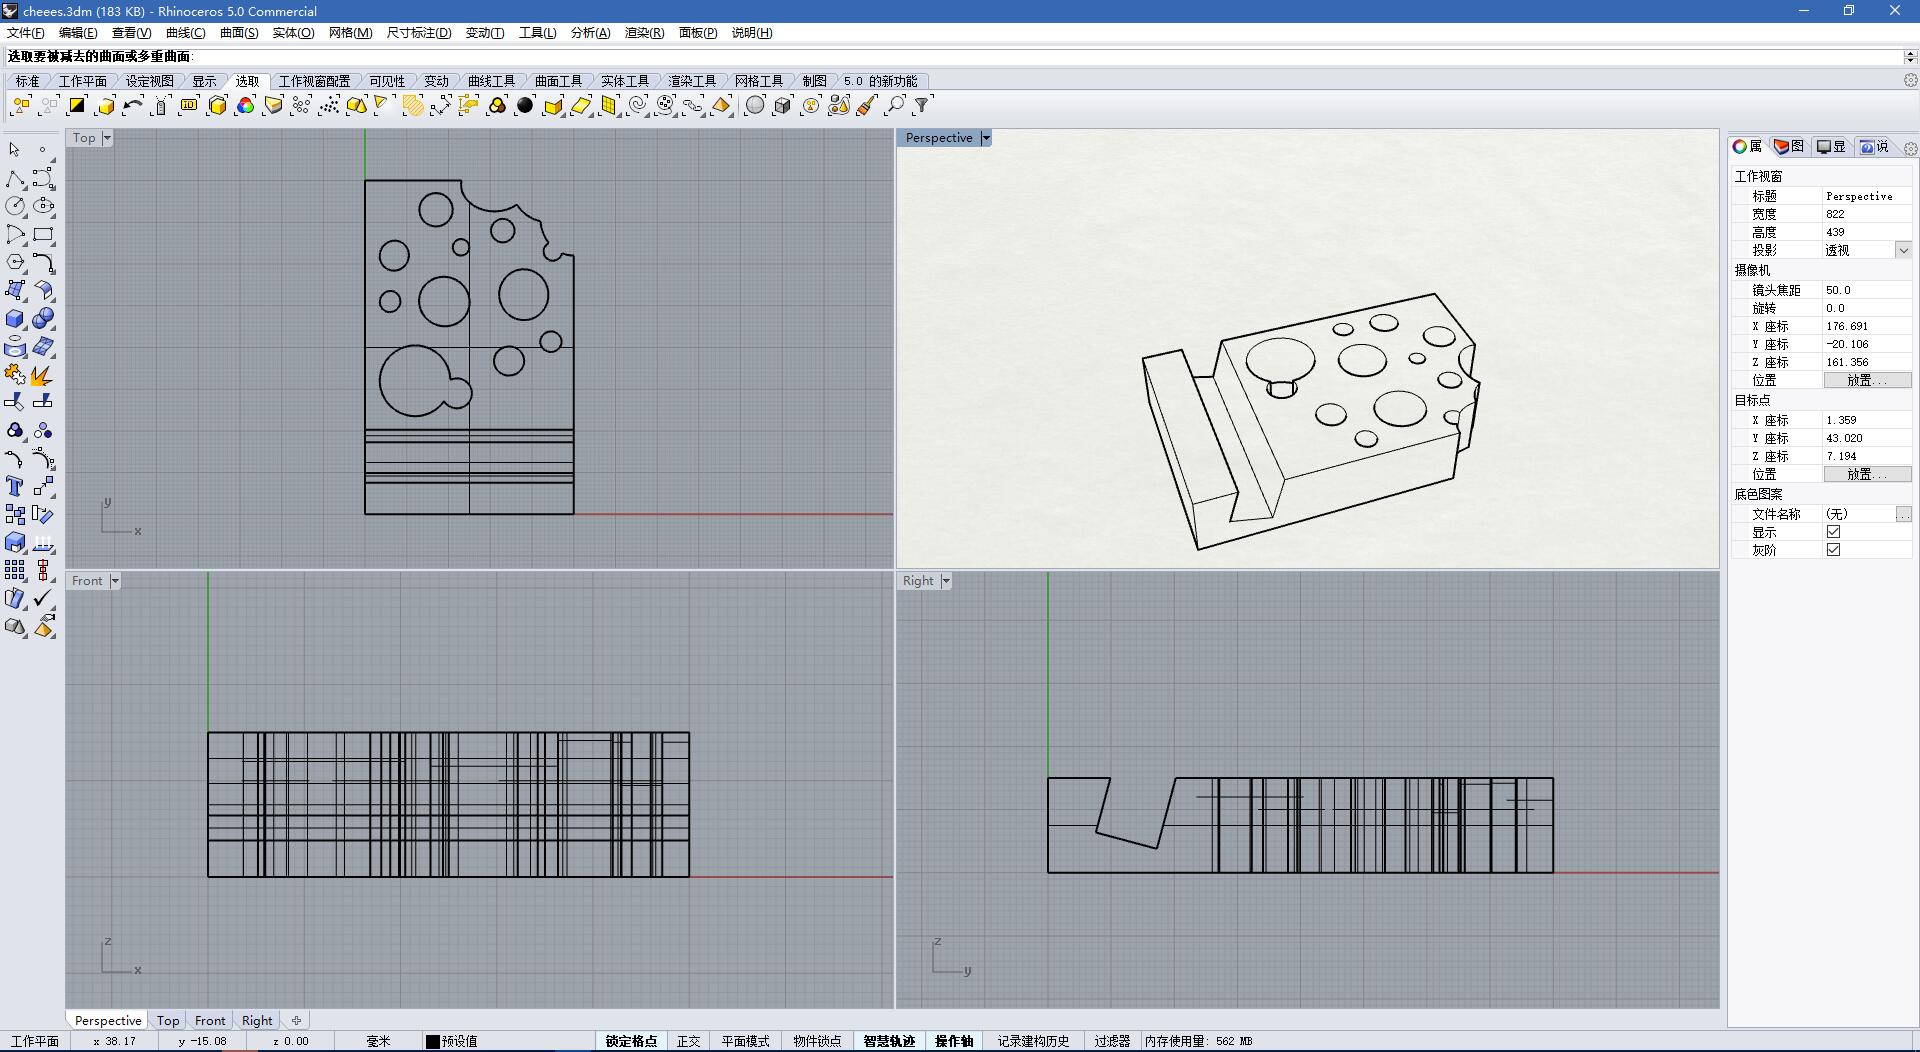 cheees.3dm (183 KB) - Rhinoceros 5.0 Commercial
文件(F) 编辑(E) 查看(V) 曲线(C) 曲面(S) 实体(O) 网格(M) 尺寸标注(D) 变动(T) 工具(L) 分析(A) 渲染(R) 面板(P) 说明(H)
选取要被减去的曲面或多重曲面:
标准 工作平面 设定视图 显示 选取 工作视窗配置 可见性 变动 曲线工具 曲面工具 实体工具 渲染工具 网格工具 制图 5.0 的新功能
Top
Perspective
属 图 显 说
工作视窗
标题 Perspective
宽度 822
高度 439
投影 透视
摄像机
镜头焦距 50.0
旋转 0.0
X 座标 176.691
Y 座标 -20.106
Z 座标 161.356
位置 放置...
目标点
X 座标 1.359
Y 座标 43.020
Z 座标 7.194
位置 放置...
底色图案
文件名称 (无) ...
显示
灰阶
y
x
Front
Right
z
x
z
y
Perspective Top Front Right
工作平面 x 38.17 y -15.08 z 0.00 毫米 预设值 锁定格点 正交 平面模式 物件锁点 智慧轨迹 操作轴 记录建构历史 过滤器 内存使用量: 562 MB